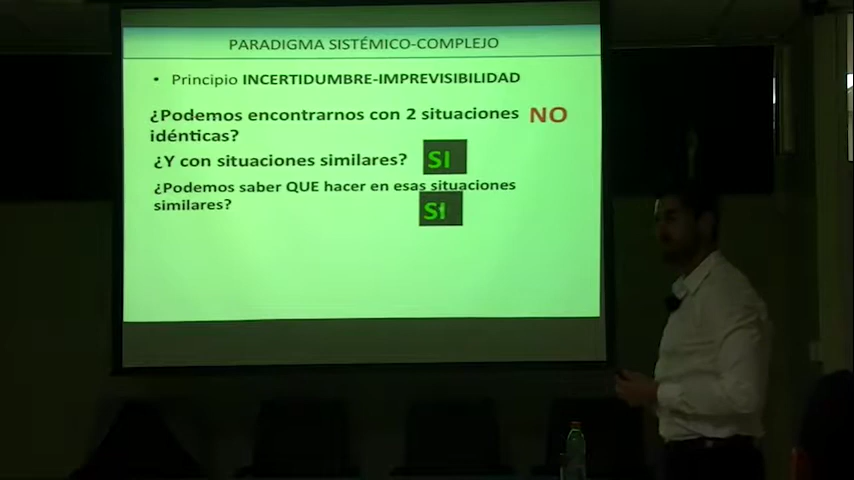 PARADIGMA SISTÉMICO-COMPLEJO
• Principio INCERTIDUMBRE-IMPREVISIBILIDAD
¿Podemos encontrarnos con 2 situaciones NO
idénticas?
¿Y con situaciones similares? SI
¿Podemos saber QUE hacer en esas situaciones
similares? SI